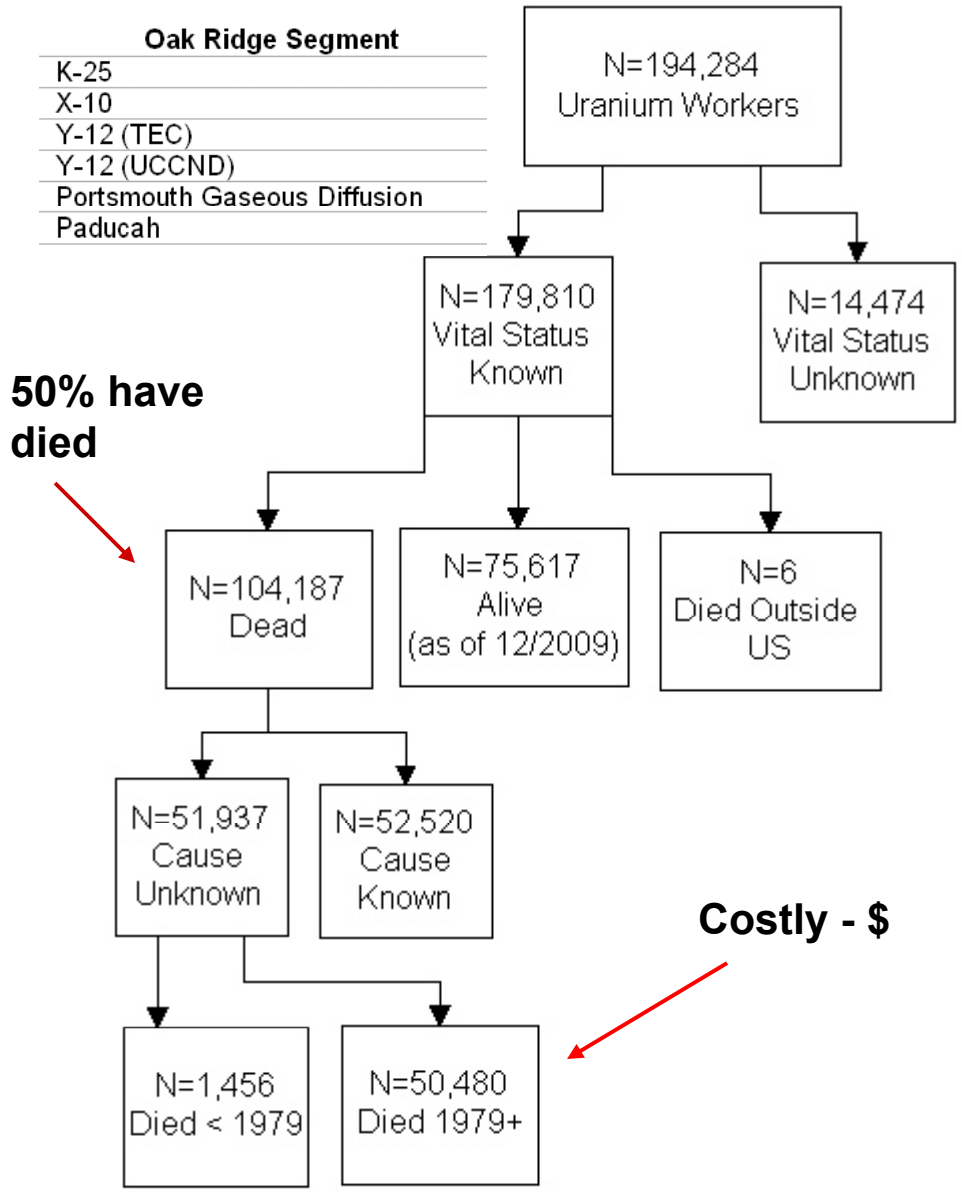 Oak Ridge Segment
K-25
X-10
Y-12 (TEC)
Y-12 (UCCND)
Portsmouth Gaseous Diffusion
Paducah
N=194,284
Uranium Workers
N=179,810
Vital Status
Known
N=14,474
Vital Status
Unknown
50% have
died
N=104,187
Dead
N=75,617
Alive
(as of 12/2009)
N=6
Died Outside
US
N=51,937
Cause
Unknown
N=52,520
Cause
Known
Costly - $
N=1,456
Died < 1979
N=50,480
Died 1979+